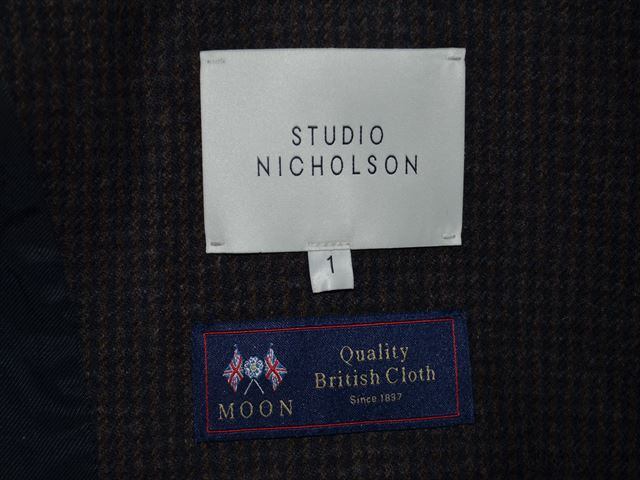 STUDIO
NICHOLSON
1
Quality
British Cloth
Since 1837
MOON